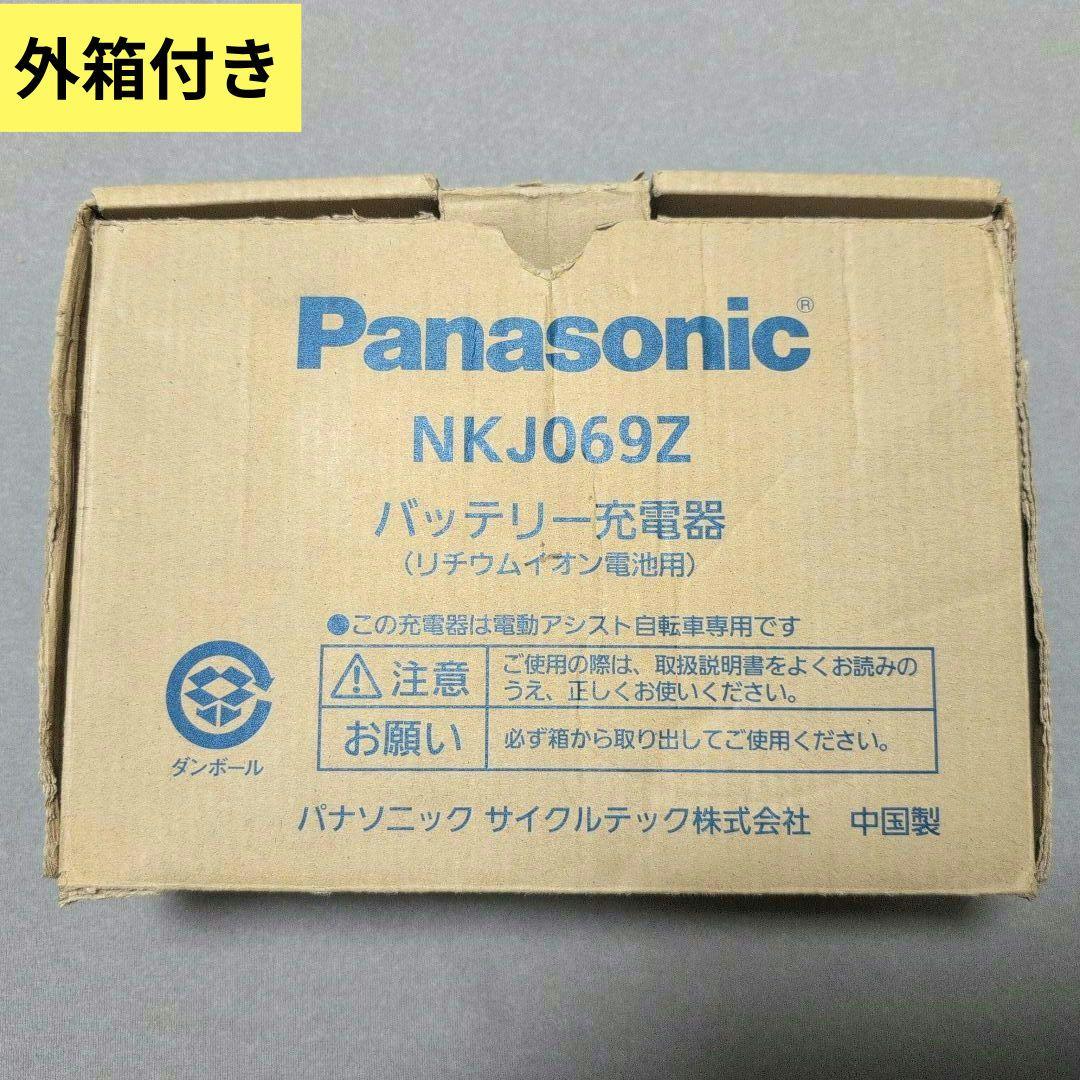 外箱付き
Panasonic®
NKJ069Z
バッテリー充電器
（リチウムイオン電池用）
●この充電器は電動アシスト自転車専用です
⚠注意
ご使用の際は、取扱説明書をよくお読みの
うえ、正しくお使いください。
お願い
必ず箱から取り出してご使用ください。
ダンボール
パナソニック サイクルテック株式会社 中国製